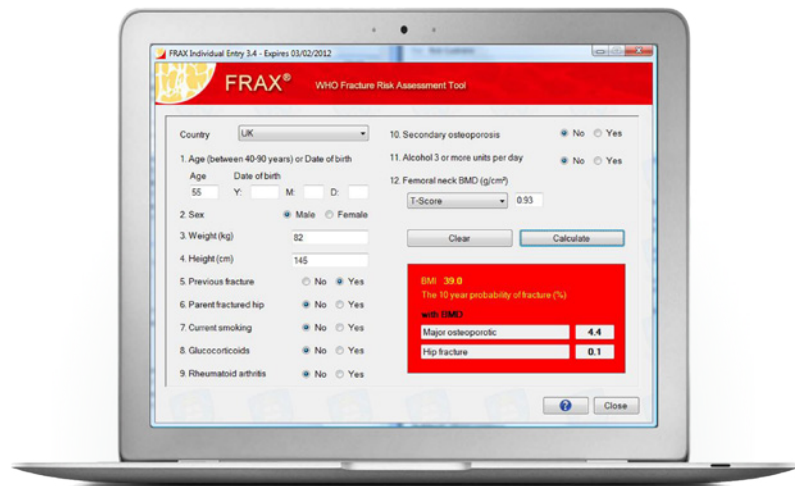 FRAX Individual Entry 3.4 - Expires 03/02/2012
FRAX® WHO Fracture Risk Assessment Tool
Country UK
1. Age (between 40-90 years) or Date of birth
Age Date of birth
55 Y: M: D:
2. Sex Male Female
3. Weight (kg) 82
4. Height (cm) 145
5. Previous fracture No Yes
6. Parent fractured hip No Yes
7. Current smoking No Yes
8. Glucocorticoids No Yes
9. Rheumatoid arthritis No Yes
10. Secondary osteoporosis No Yes
11. Alcohol 3 or more units per day No Yes
12. Femoral neck BMD (g/cm²)
T-Score 0.93
Clear Calculate
BMI 39.0
The 10 year probability of fracture (%)
with BMD
Major osteoporotic 4.4
Hip fracture 0.1
? Close